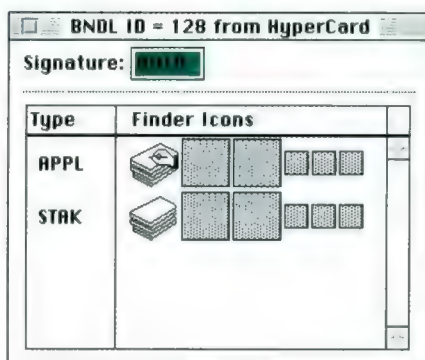 BNDL ID = 128 from HyperCard
Signature:
Type Finder Icons
APPL
STAK